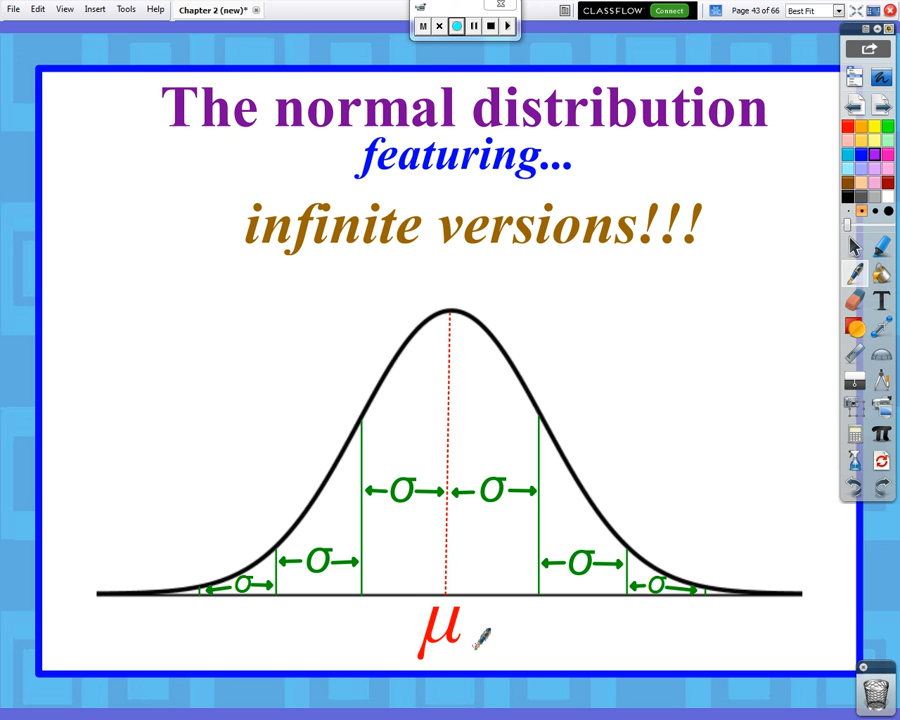 File Edit View Insert Tools Help Chapter 2 (new)* CLASSFLOW Connect Page 43 of 66 Best Fit
M
The normal distribution
featuring...
infinite versions!!!
σ σ
σ σ
σ σ
μ
T
π